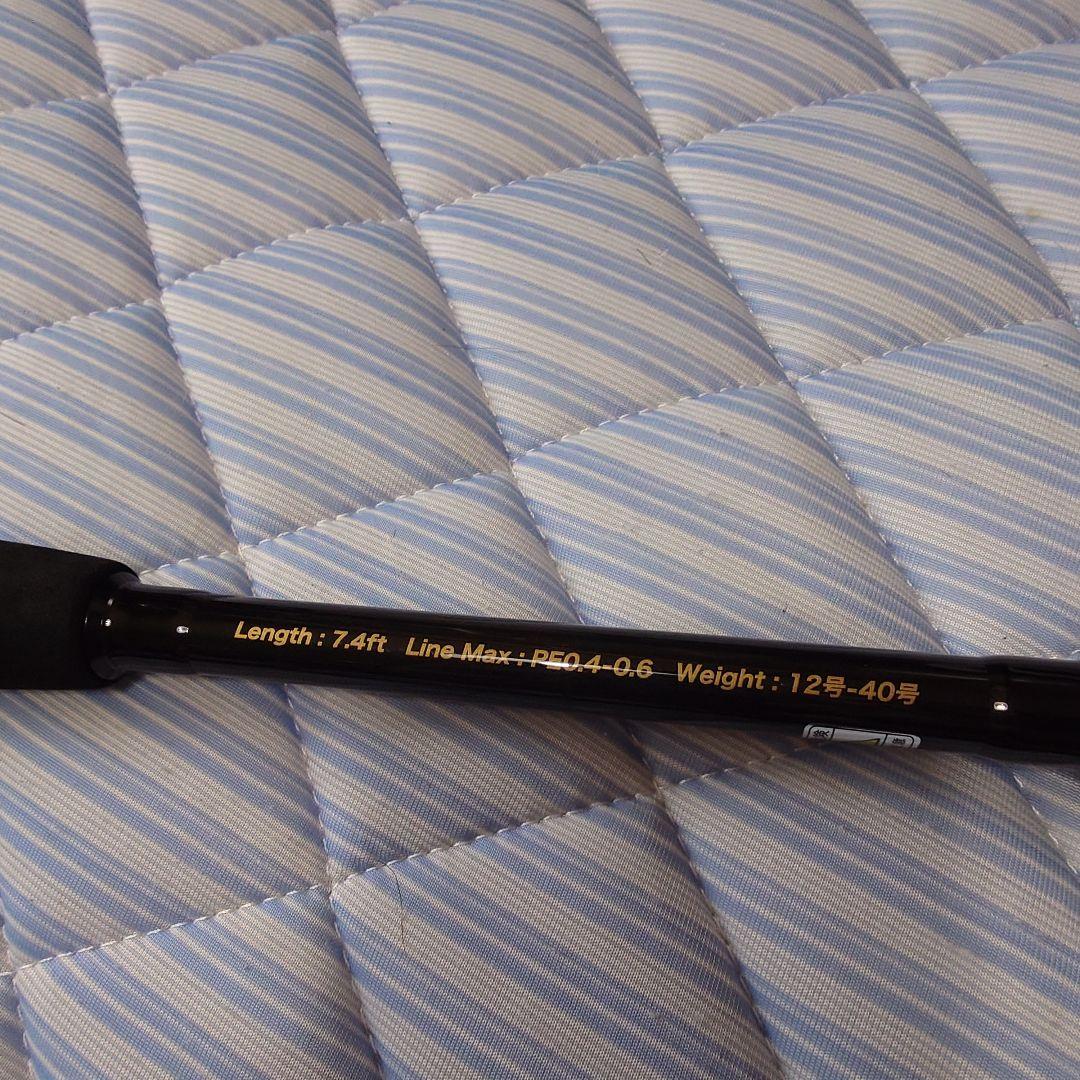 Length : 7.4ft Line Max : PE0.4-0.6 Weight : 12号-40号